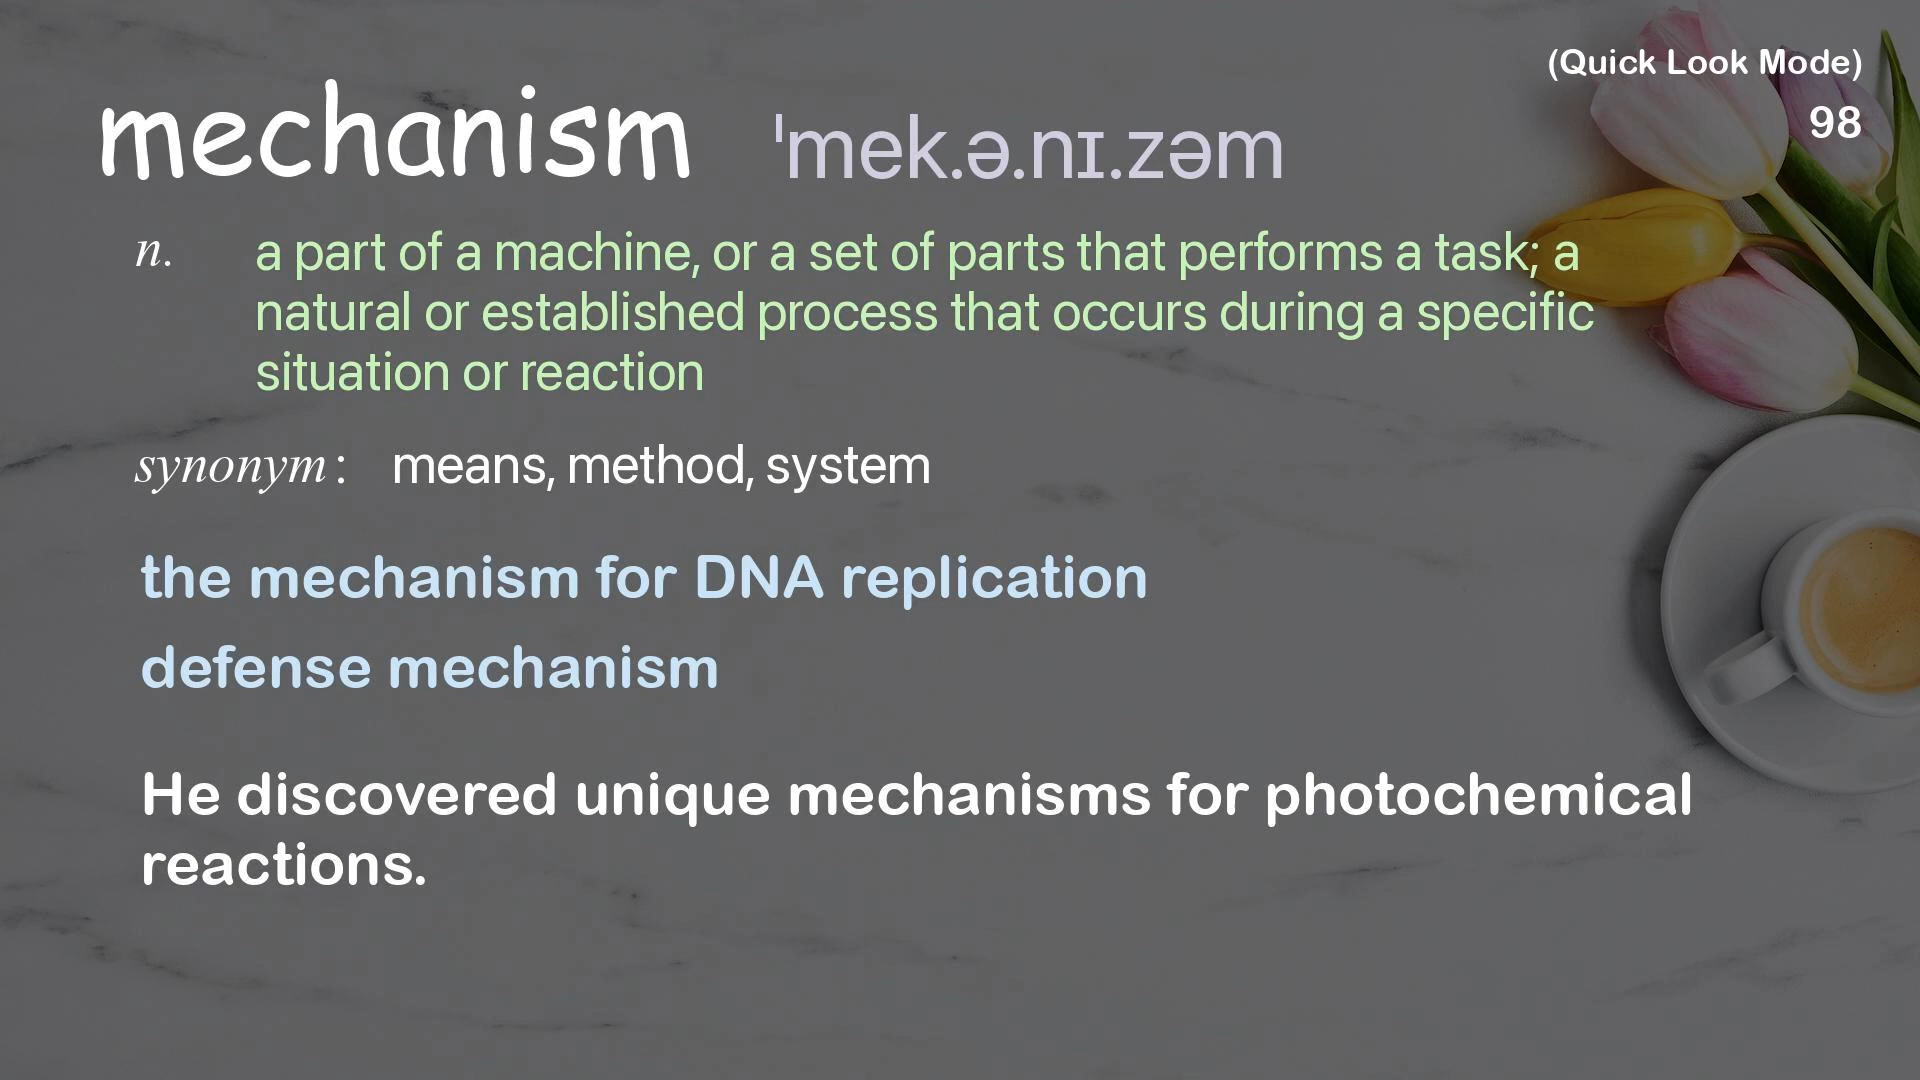 (Quick Look Mode)
98
mechanism ˈmek.ə.nɪ.zəm
n. a part of a machine, or a set of parts that performs a task; a
natural or established process that occurs during a specific
situation or reaction
synonym: means, method, system
the mechanism for DNA replication
defense mechanism
He discovered unique mechanisms for photochemical
reactions.